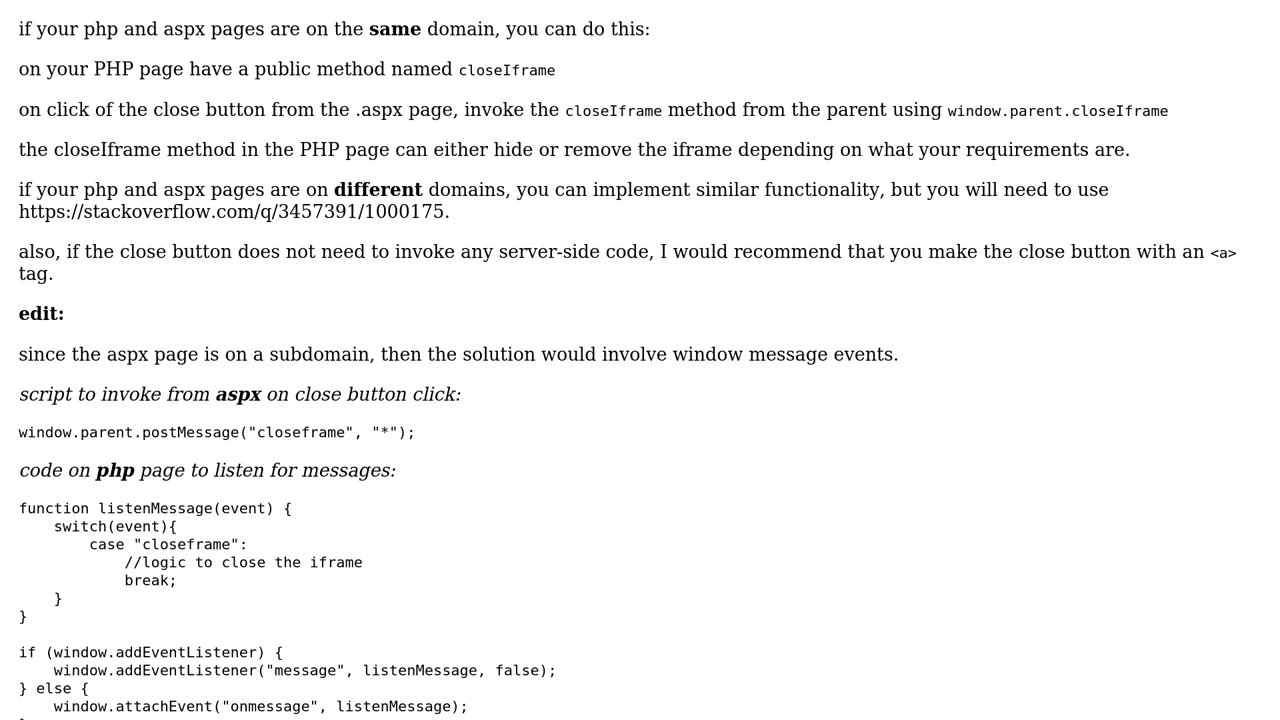 if your php and aspx pages are on the same domain, you can do this:
on your PHP page have a public method named closeIframe
on click of the close button from the .aspx page, invoke the closeIframe method from the parent using window.parent.closeIframe
the closeIframe method in the PHP page can either hide or remove the iframe depending on what your requirements are.
if your php and aspx pages are on different domains, you can implement similar functionality, but you will need to use
https://stackoverflow.com/q/3457391/1000175.
also, if the close button does not need to invoke any server-side code, I would recommend that you make the close button with an <a>
tag.
edit:
since the aspx page is on a subdomain, then the solution would involve window message events.
script to invoke from aspx on close button click:
window.parent.postMessage("closeframe", "*");
code on php page to listen for messages:
function listenMessage(event) {
    switch(event){
        case "closeframe":
            //logic to close the iframe
            break;
    }
}
if (window.addEventListener) {
    window.addEventListener("message", listenMessage, false);
} else {
    window.attachEvent("onmessage", listenMessage);